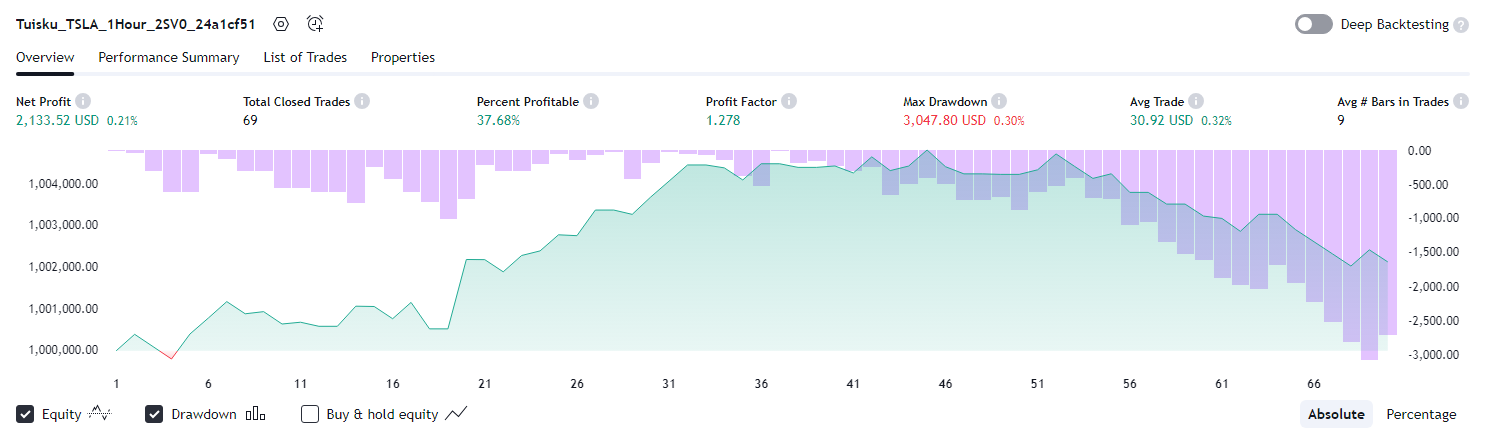 Tuisku_TSLA_1Hour_2SV0_24a1cf51
Deep Backtesting ?
Overview Performance Summary List of Trades Properties
Net Profit i Total Closed Trades i Percent Profitable i Profit Factor i Max Drawdown i Avg Trade i Avg # Bars in Trades i
2,133.52 USD 0.21% 69 37.68% 1.278 3,047.80 USD 0.30% 30.92 USD 0.32% 9
0.00
1,004,000.00 -500.00
1,003,000.00 -1,000.00
1,002,000.00 -1,500.00
-2,000.00
1,001,000.00 -2,500.00
1,000,000.00 -3,000.00
1 6 11 16 21 26 31 36 41 46 51 56 61 66
Equity Drawdown Buy & hold equity Absolute Percentage